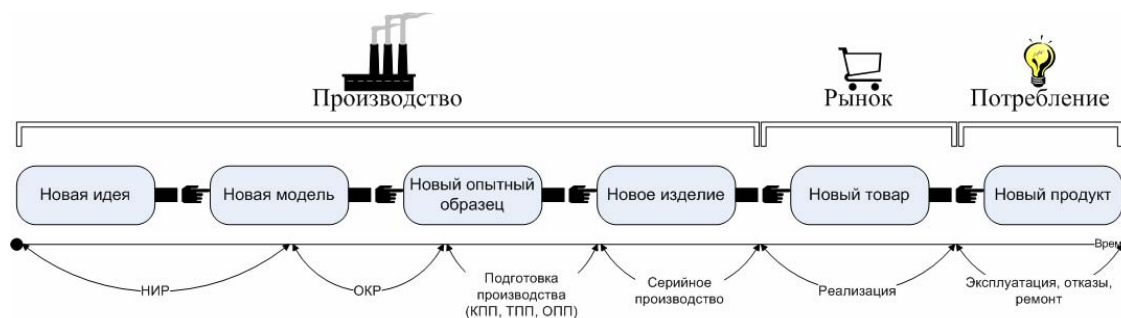 Производство
Рынок
Потребление
Новая идея
Новая модель
Новый опытный
образец
Новое изделие
Новый товар
Новый продукт
Врем
НИР
ОКР
Подготовка
производства
(КПП, ТПП, ОПП)
Серийное
производство
Реализация
Эксплуатация, отказы,
ремонт